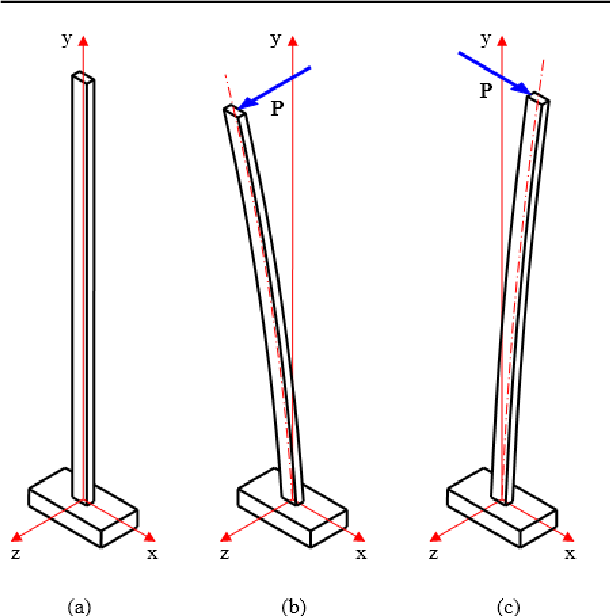 y y y
P P
z x z x z x
(a) (b) (c)